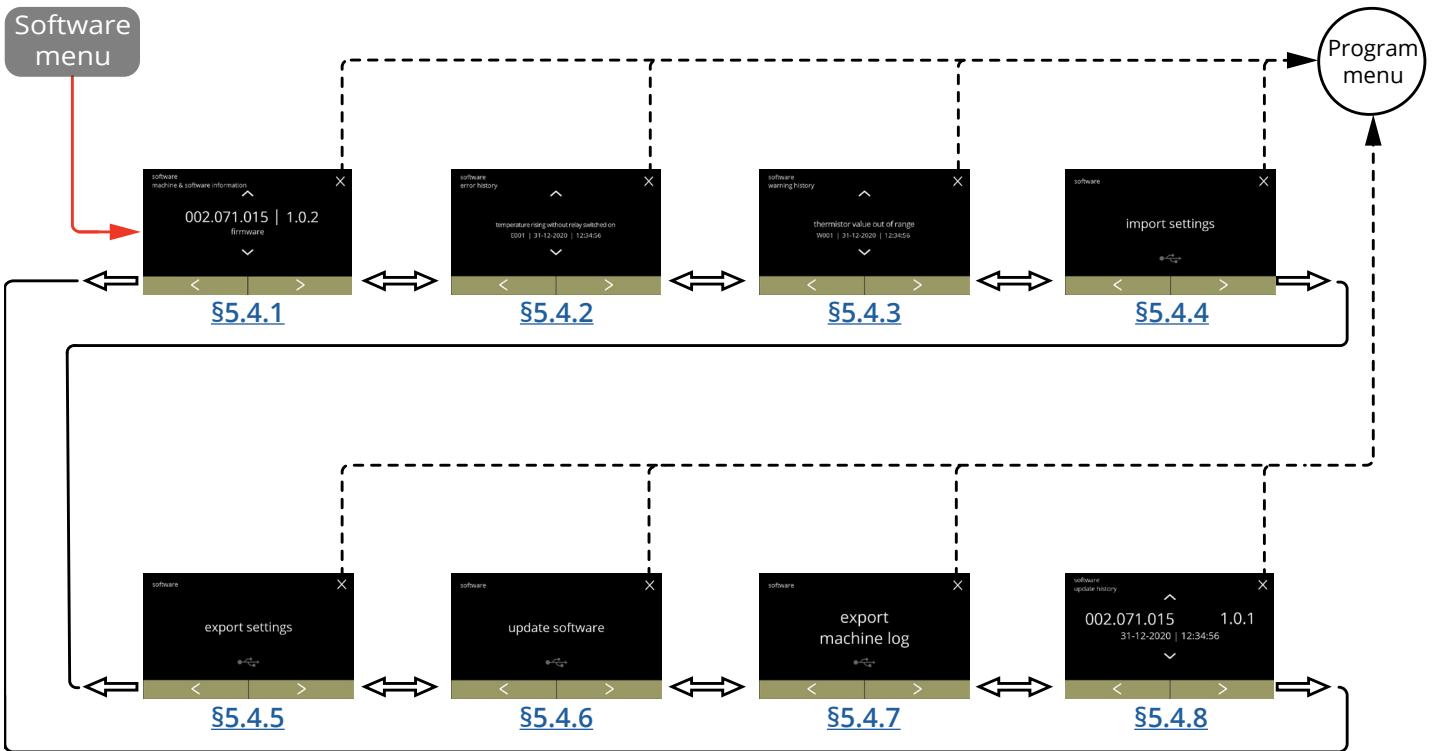 Software
menu
Program
menu
software
machine & software information
002.071.015 | 1.0.2
firmware
< >
§5.4.1
software
error history
temperature rising without relay switched on
E001 | 31-12-2020 | 12:34:56
< >
§5.4.2
software
warning history
thermistor value out of range
W001 | 31-12-2020 | 12:34:56
< >
§5.4.3
software
import settings
< >
§5.4.4
software
export settings
< >
§5.4.5
software
update software
< >
§5.4.6
software
export
machine log
< >
§5.4.7
software
update history
002.071.015 1.0.1
31-12-2020 | 12:34:56
< >
§5.4.8